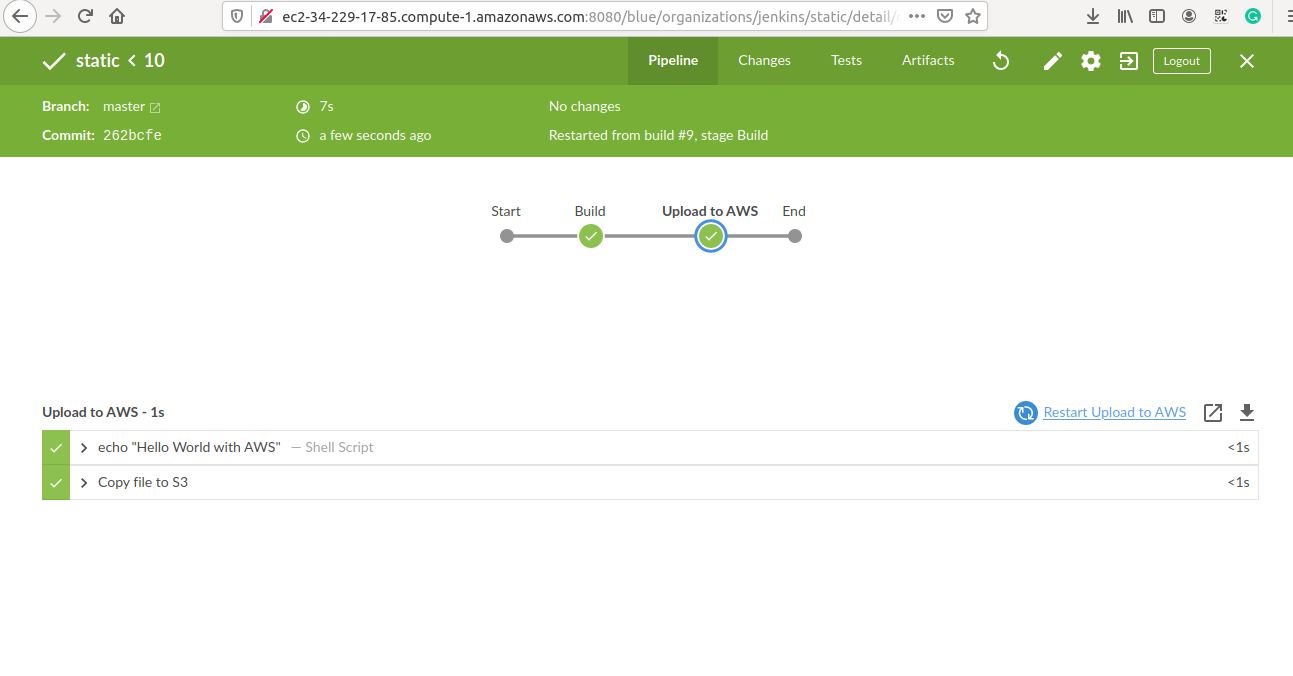 ec2-34-229-17-85.compute-1.amazonaws.com:8080/blue/organizations/jenkins/static/detail/
static < 10
Pipeline
Changes
Tests
Artifacts
Logout
Branch: master
7s
No changes
Commit: 262bcfe
a few seconds ago
Restarted from build #9, stage Build
Start
Build
Upload to AWS
End
Upload to AWS - 1s
Restart Upload to AWS
echo "Hello World with AWS" — Shell Script
<1s
Copy file to S3
<1s